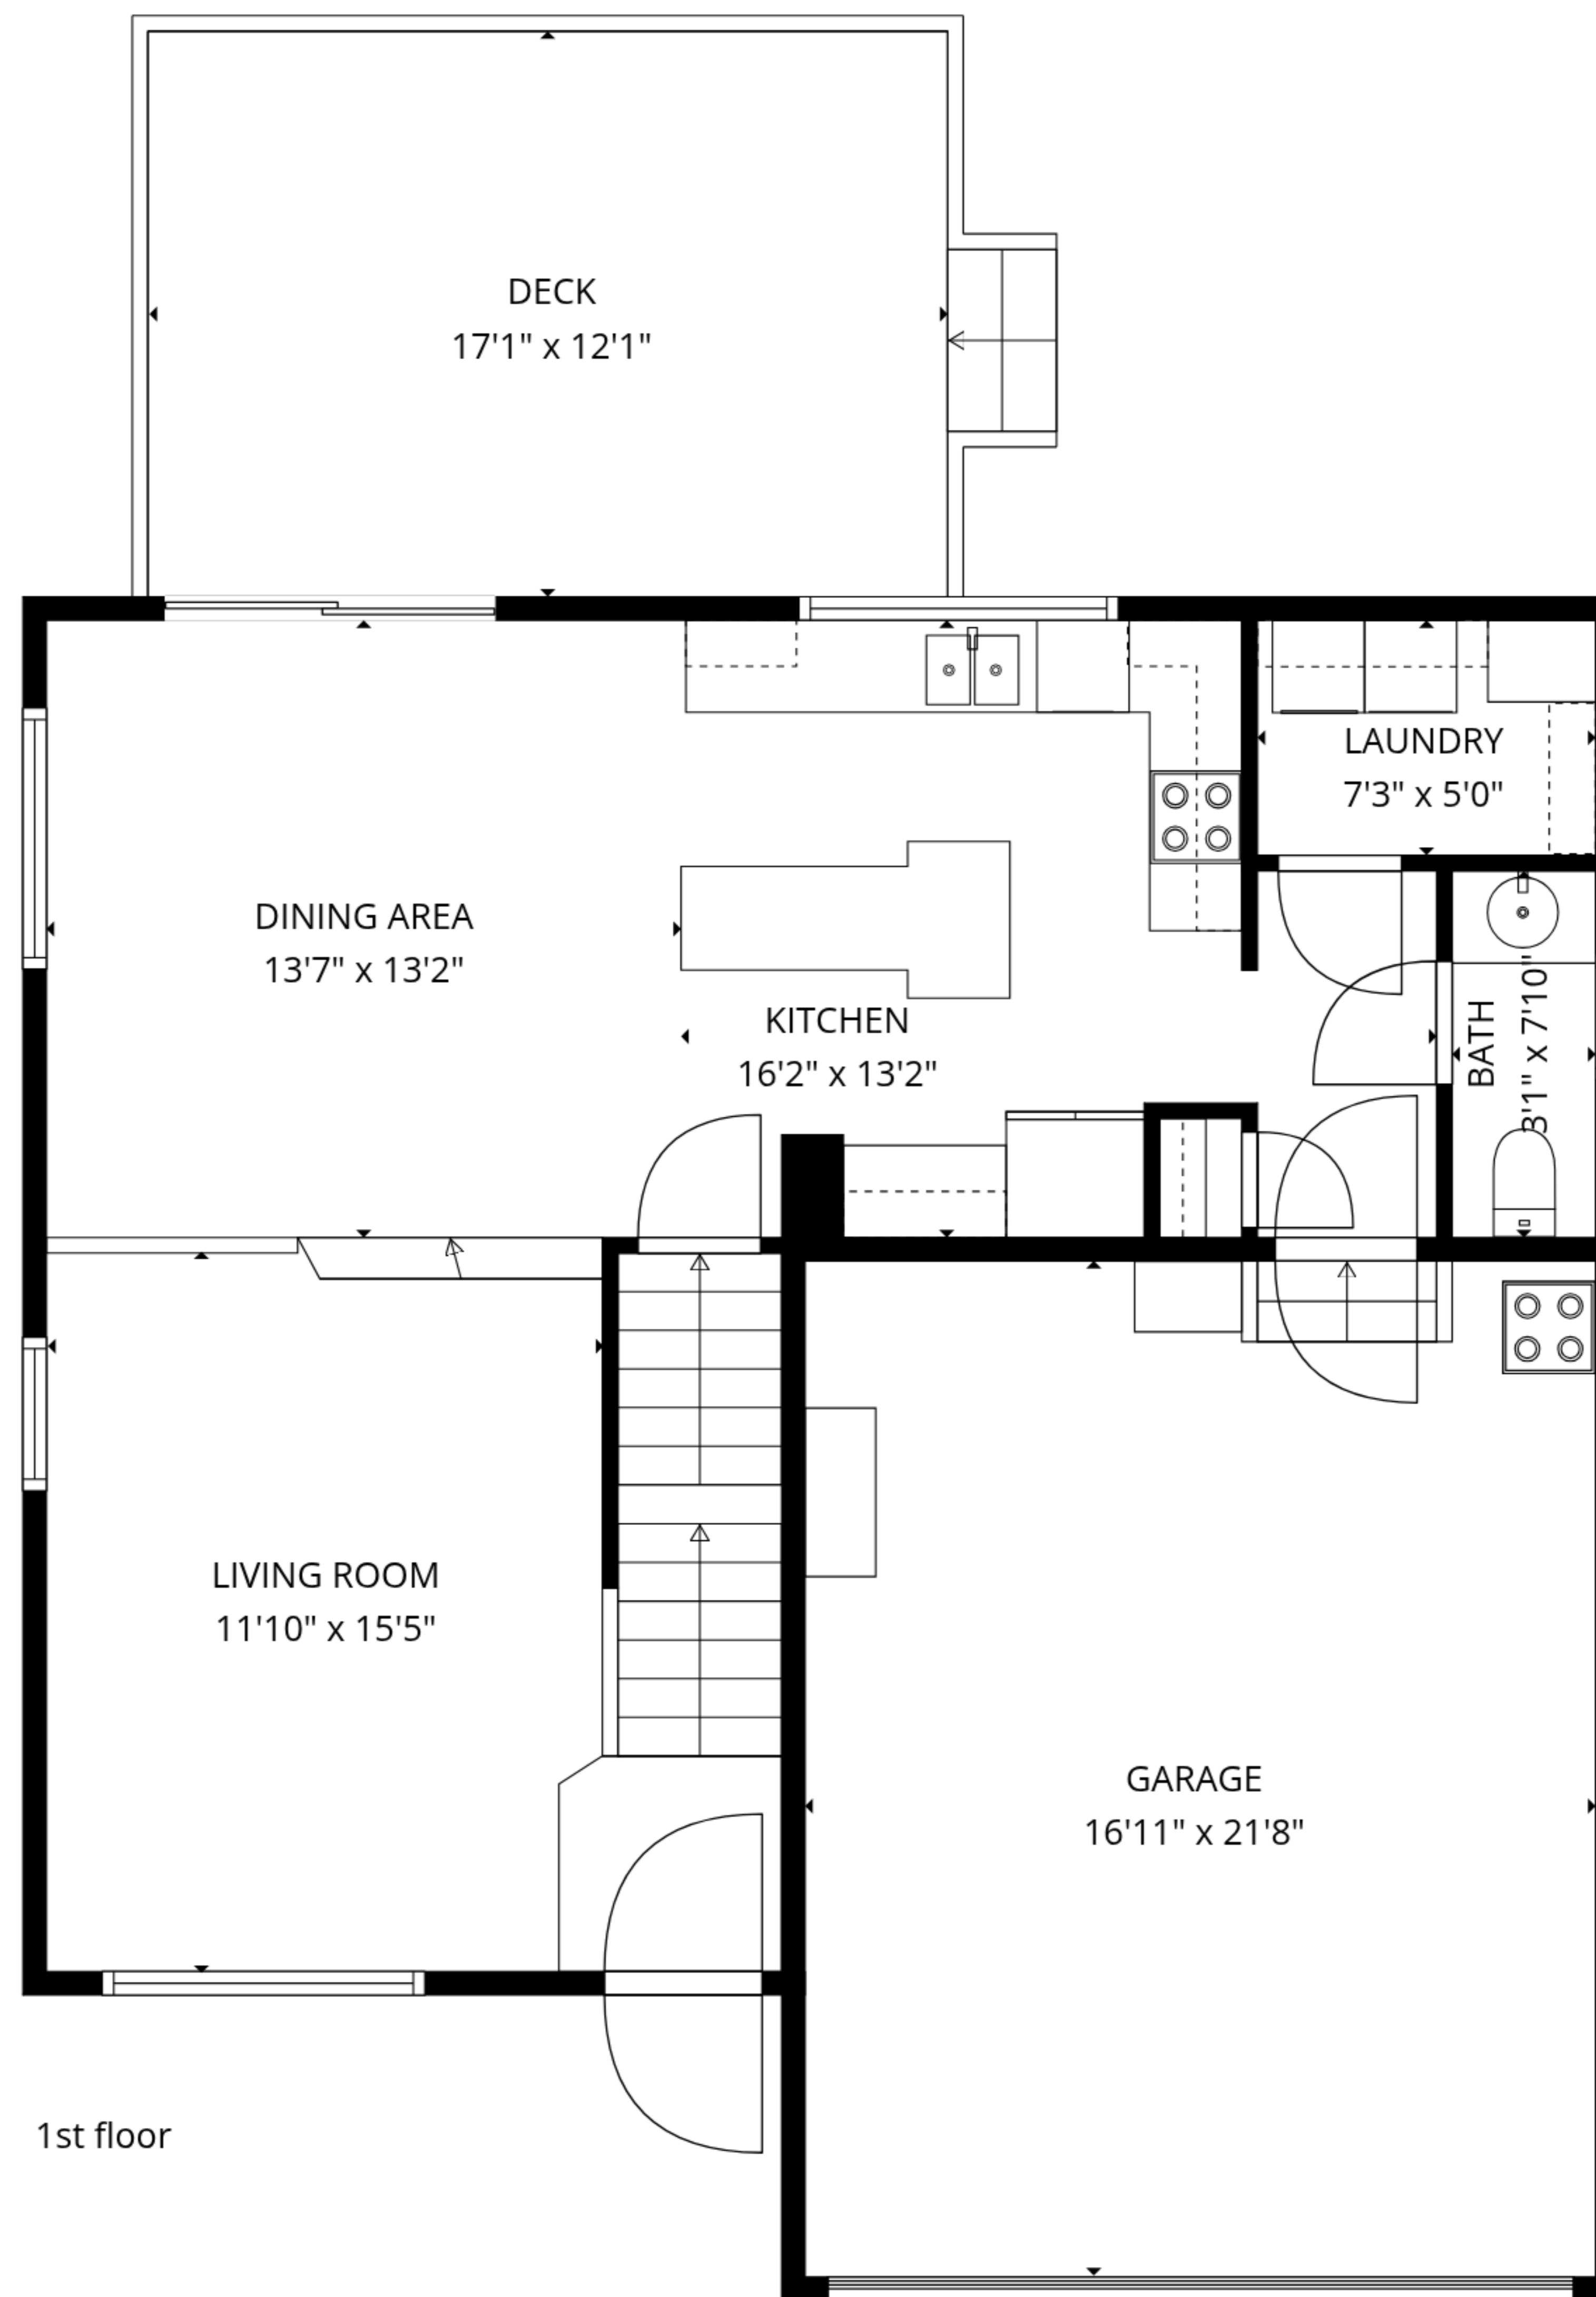 DECK
17'1" x 12'1"
LAUNDRY
7'3" x 5'0"
DINING AREA
13'7" x 13'2"
KITCHEN
16'2" x 13'2"
BATH
3'1" x 7'10"
LIVING ROOM
11'10" x 15'5"
GARAGE
16'11" x 21'8"
1st floor